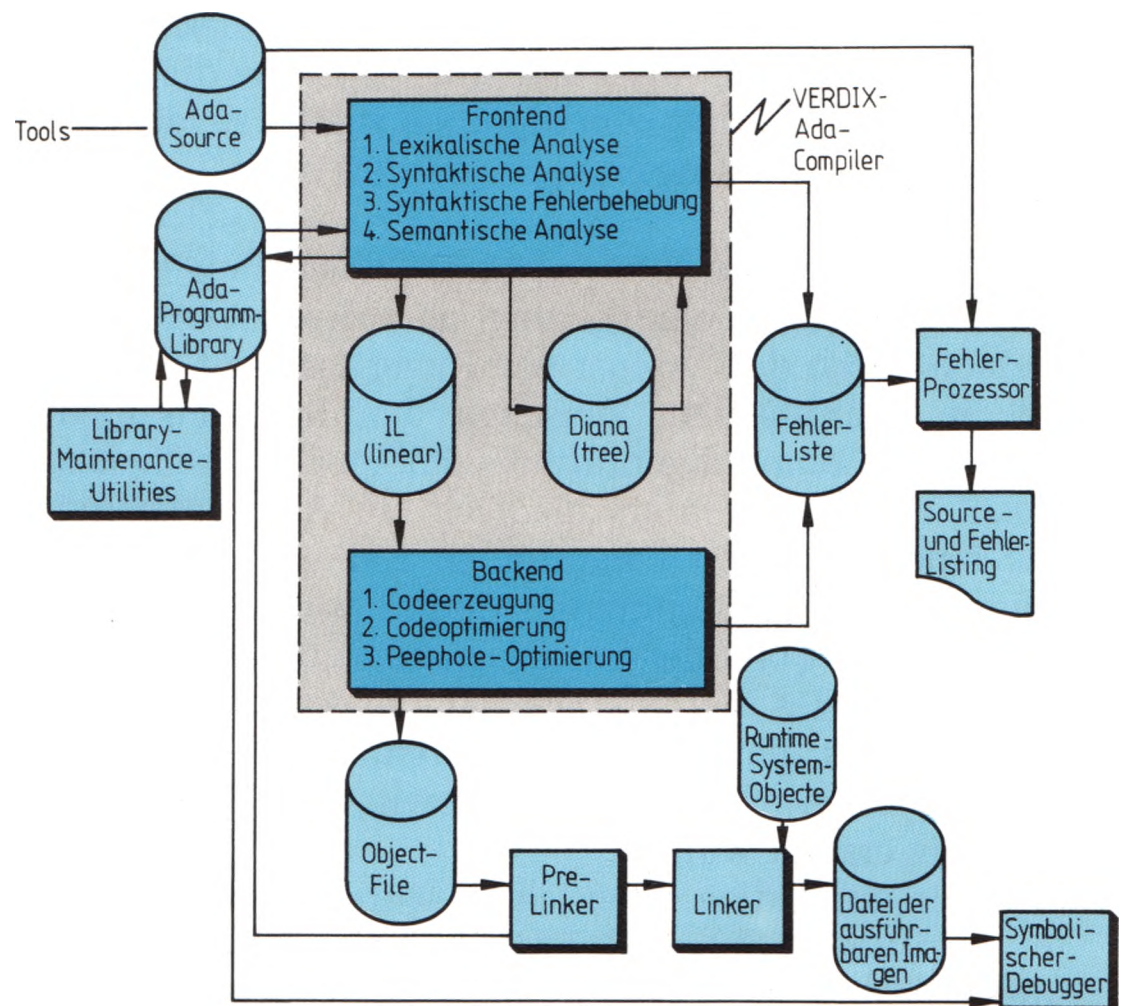 Ada-
Source
Tools
Frontend
1. Lexikalische Analyse
2. Syntaktische Analyse
3. Syntaktische Fehlerbehebung
4. Semantische Analyse
VERDIX-
Ada-
Compiler
Ada-
Programm-
Library
Library-
Maintenance-
Utilities
IL
(linear)
Diana
(tree)
Fehler-
Liste
Fehler-
Prozessor
Source-
und Fehler-
Listing
Backend
1. Codeerzeugung
2. Codeoptimierung
3. Peephole-Optimierung
Runtime-
System-
Objecte
Object-
File
Pre-
Linker
Linker
Datei der
ausführ-
baren Ima-
gen
Symboli-
scher-
Debugger